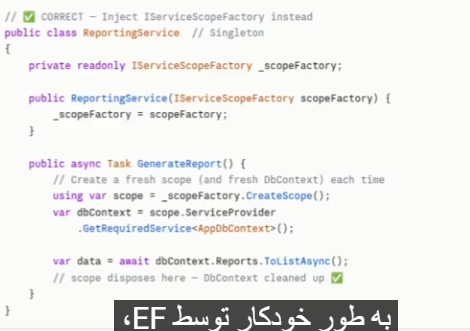 // ✅ CORRECT — Inject IServiceScopeFactory instead
public class ReportingService  // Singleton
{
    private readonly IServiceScopeFactory _scopeFactory;

    public ReportingService(IServiceScopeFactory scopeFactory) {
        _scopeFactory = scopeFactory;
    }

    public async Task GenerateReport() {
        // Create a fresh scope (and fresh DbContext) each time
        using var scope = _scopeFactory.CreateScope();
        var dbContext = scope.ServiceProvider
            .GetRequiredService<AppDbContext>();

        var data = await dbContext.Reports.ToListAsync();
        // scope disposes here — DbContext cleaned up ✅
    }
}
به طور خودکار توسط EF،